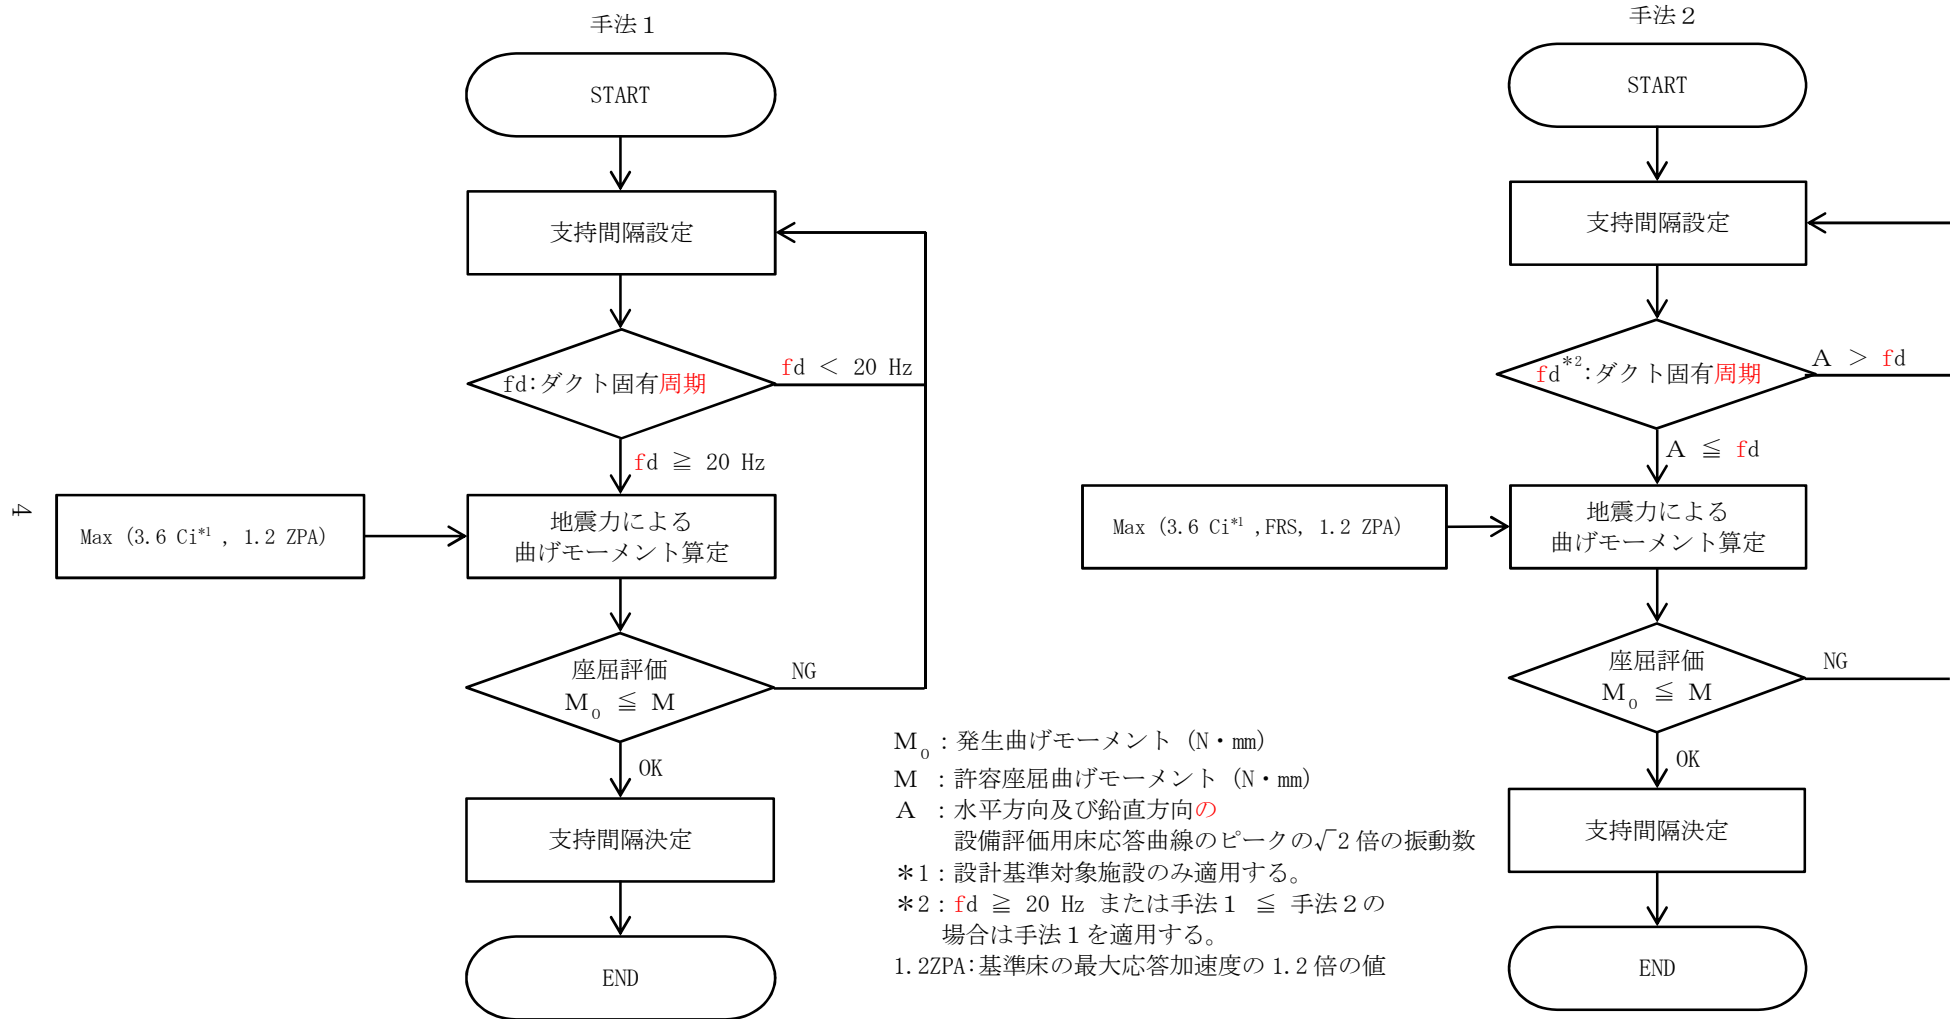 手法１
START
支持間隔設定
fd:ダクト固有周期
fd ＜ 20 Hz
fd ≧ 20 Hz
Max (3.6 Ci*1 , 1.2 ZPA)
地震力による
曲げモーメント算定
座屈評価
M0 ≦ M
NG
OK
支持間隔決定
END
4
手法２
START
支持間隔設定
fd*2:ダクト固有周期
A ＞ fd
A ≦ fd
Max (3.6 Ci*1 ,FRS, 1.2 ZPA)
地震力による
曲げモーメント算定
座屈評価
M0 ≦ M
NG
OK
支持間隔決定
END
M0：発生曲げモーメント (N・mm)
M ：許容座屈曲げモーメント (N・mm)
A ：水平方向及び鉛直方向の
設備評価用床応答曲線のピークの√2倍の振動数
＊1：設計基準対象施設のみ適用する。
＊2：fd ≧ 20 Hz または手法１ ≦ 手法２の
場合は手法１を適用する。
1.2ZPA:基準床の最大応答加速度の1.2倍の値